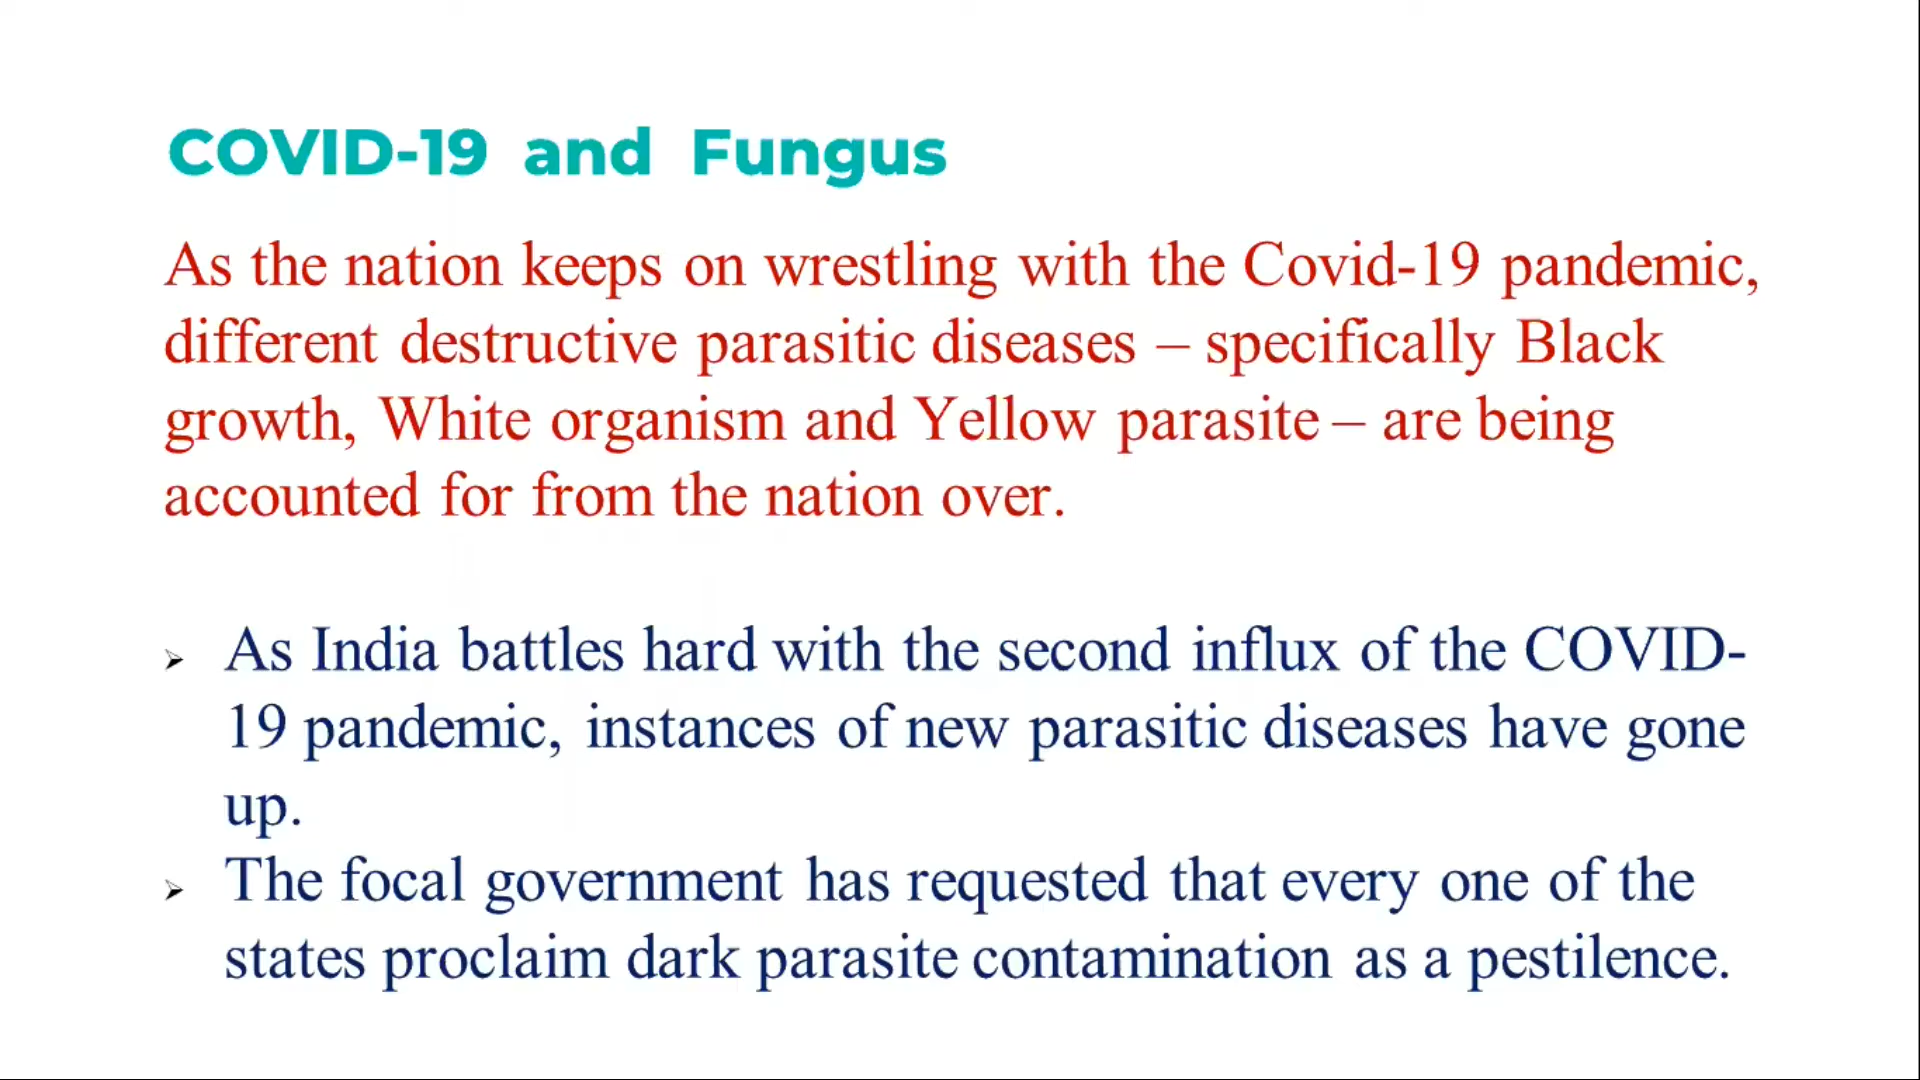 COVID-19 and Fungus
As the nation keeps on wrestling with the Covid-19 pandemic,
different destructive parasitic diseases – specifically Black
growth, White organism and Yellow parasite – are being
accounted for from the nation over.
➢ As India battles hard with the second influx of the COVID-
19 pandemic, instances of new parasitic diseases have gone
up.
➢ The focal government has requested that every one of the
states proclaim dark parasite contamination as a pestilence.